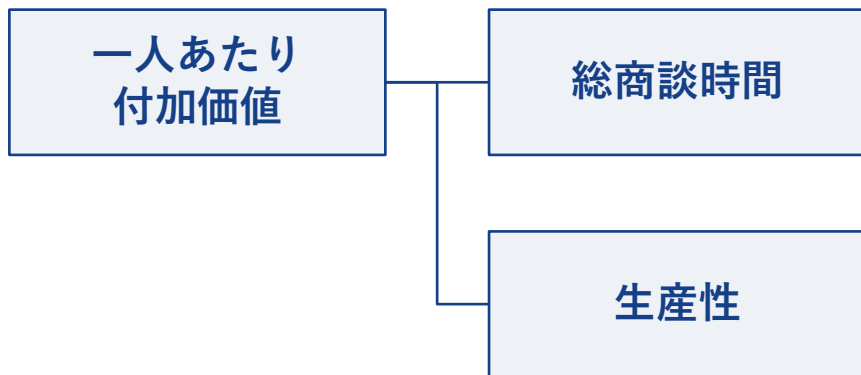 一人あたり
付加価値
総商談時間
生産性